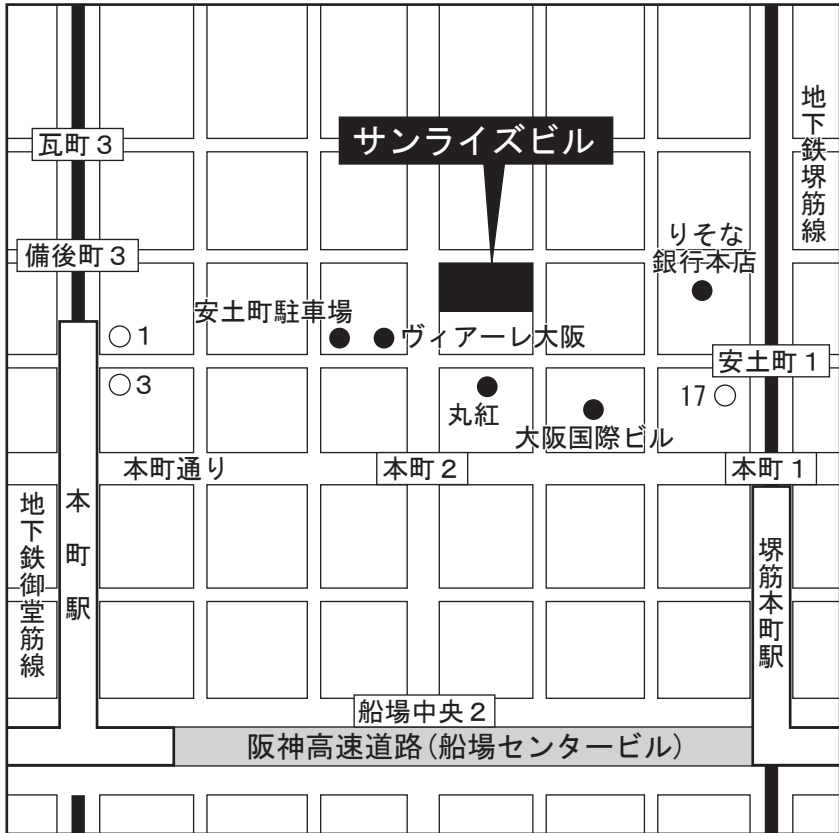 瓦町3
サンライズビル
地下鉄堺筋線
備後町3
りそな
銀行本店
安土町駐車場
○1
ヴィアーレ大阪
安土町1
○3
丸紅
17○
大阪国際ビル
本町通り
本町2
本町1
地下鉄御堂筋線
本町駅
堺筋本町駅
船場中央2
阪神高速道路(船場センタービル)